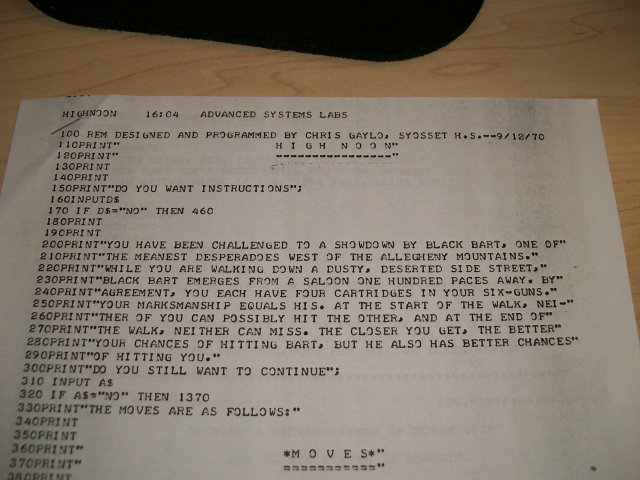 HIGHNOON 16:04 ADVANCED SYSTEMS LABS
100 REM DESIGNED AND PROGRAMMED BY CHRIS GAYLO, SYOSSET H.S.--9/12/70
110PRINT" H I G H N O O N"
120PRINT" ----------------"
130PRINT
140PRINT
150PRINT"DO YOU WANT INSTRUCTIONS";
160INPUTD$
170 IF D$="NO" THEN 460
180PRINT
190PRINT
200PRINT"YOU HAVE BEEN CHALLENGED TO A SHOWDOWN BY BLACK BART, ONE OF"
210PRINT"THE MEANEST DESPERADOES WEST OF THE ALLEGHENY MOUNTAINS."
220PRINT"WHILE YOU ARE WALKING DOWN A DUSTY, DESERTED SIDE STREET,"
230PRINT"BLACK BART EMERGES FROM A SALOON ONE HUNDRED PACES AWAY. BY"
240PRINT"AGREEMENT, YOU EACH HAVE FOUR CARTRIDGES IN YOUR SIX-GUNS."
250PRINT"YOUR MARKSMANSHIP EQUALS HIS. AT THE START OF THE WALK, NEI-"
260PRINT"THER OF YOU CAN POSSIBLY HIT THE OTHER, AND AT THE END OF"
270PRINT"THE WALK, NEITHER CAN MISS. THE CLOSER YOU GET, THE BETTER"
280PRINT"YOUR CHANCES OF HITTING BART, BUT HE ALSO HAS BETTER CHANCES"
290PRINT"OF HITTING YOU."
300PRINT"DO YOU STILL WANT TO CONTINUE";
310 INPUT A$
320 IF A$="NO" THEN 1370
330PRINT"THE MOVES ARE AS FOLLOWS:"
340PRINT
350PRINT
360PRINT" *M O V E S*"
370PRINT" ==========="
380PRINT